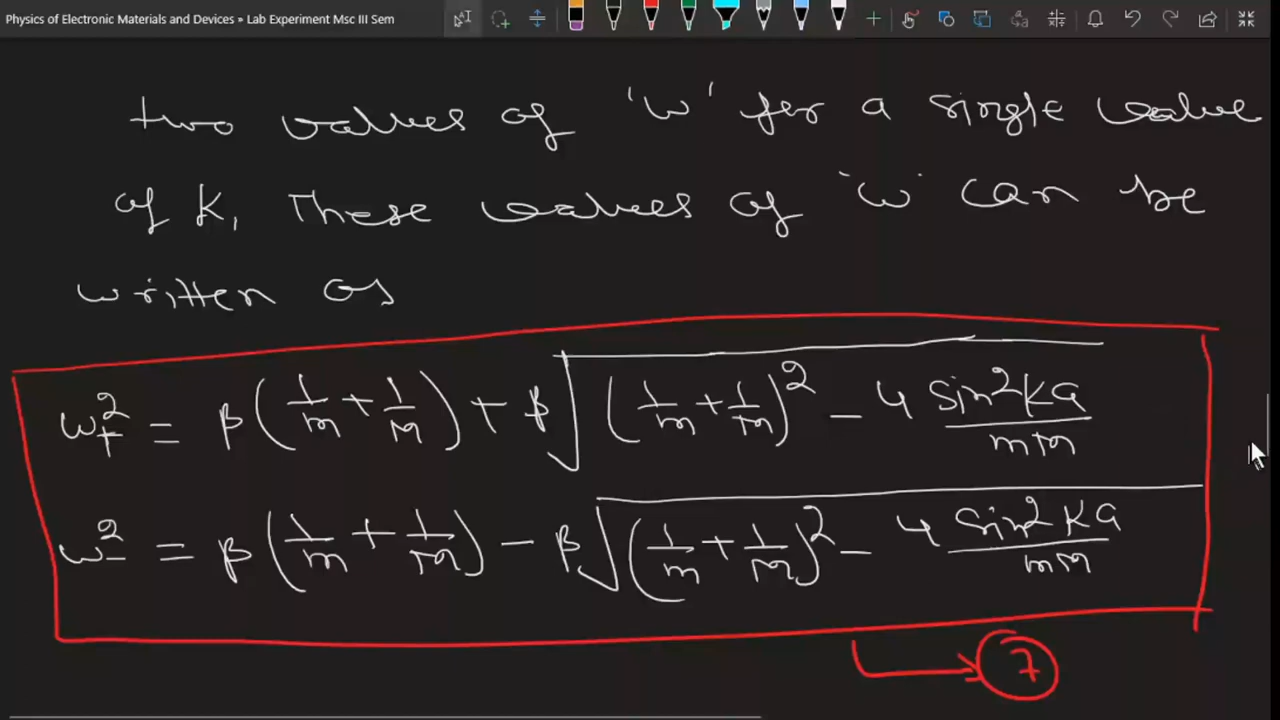 Physics of Electronic Materials and Devices » Lab Experiment Msc III Sem
two values of 'w' for a single value
of K, These values of 'w' can be
written as
ω₊² = β(1/m + 1/M) + β√((1/m + 1/M)² − 4 sin²Ka/mM)
ω₋² = β(1/m + 1/M) − β√((1/m + 1/M)² − 4 sin²Ka/mM)
7